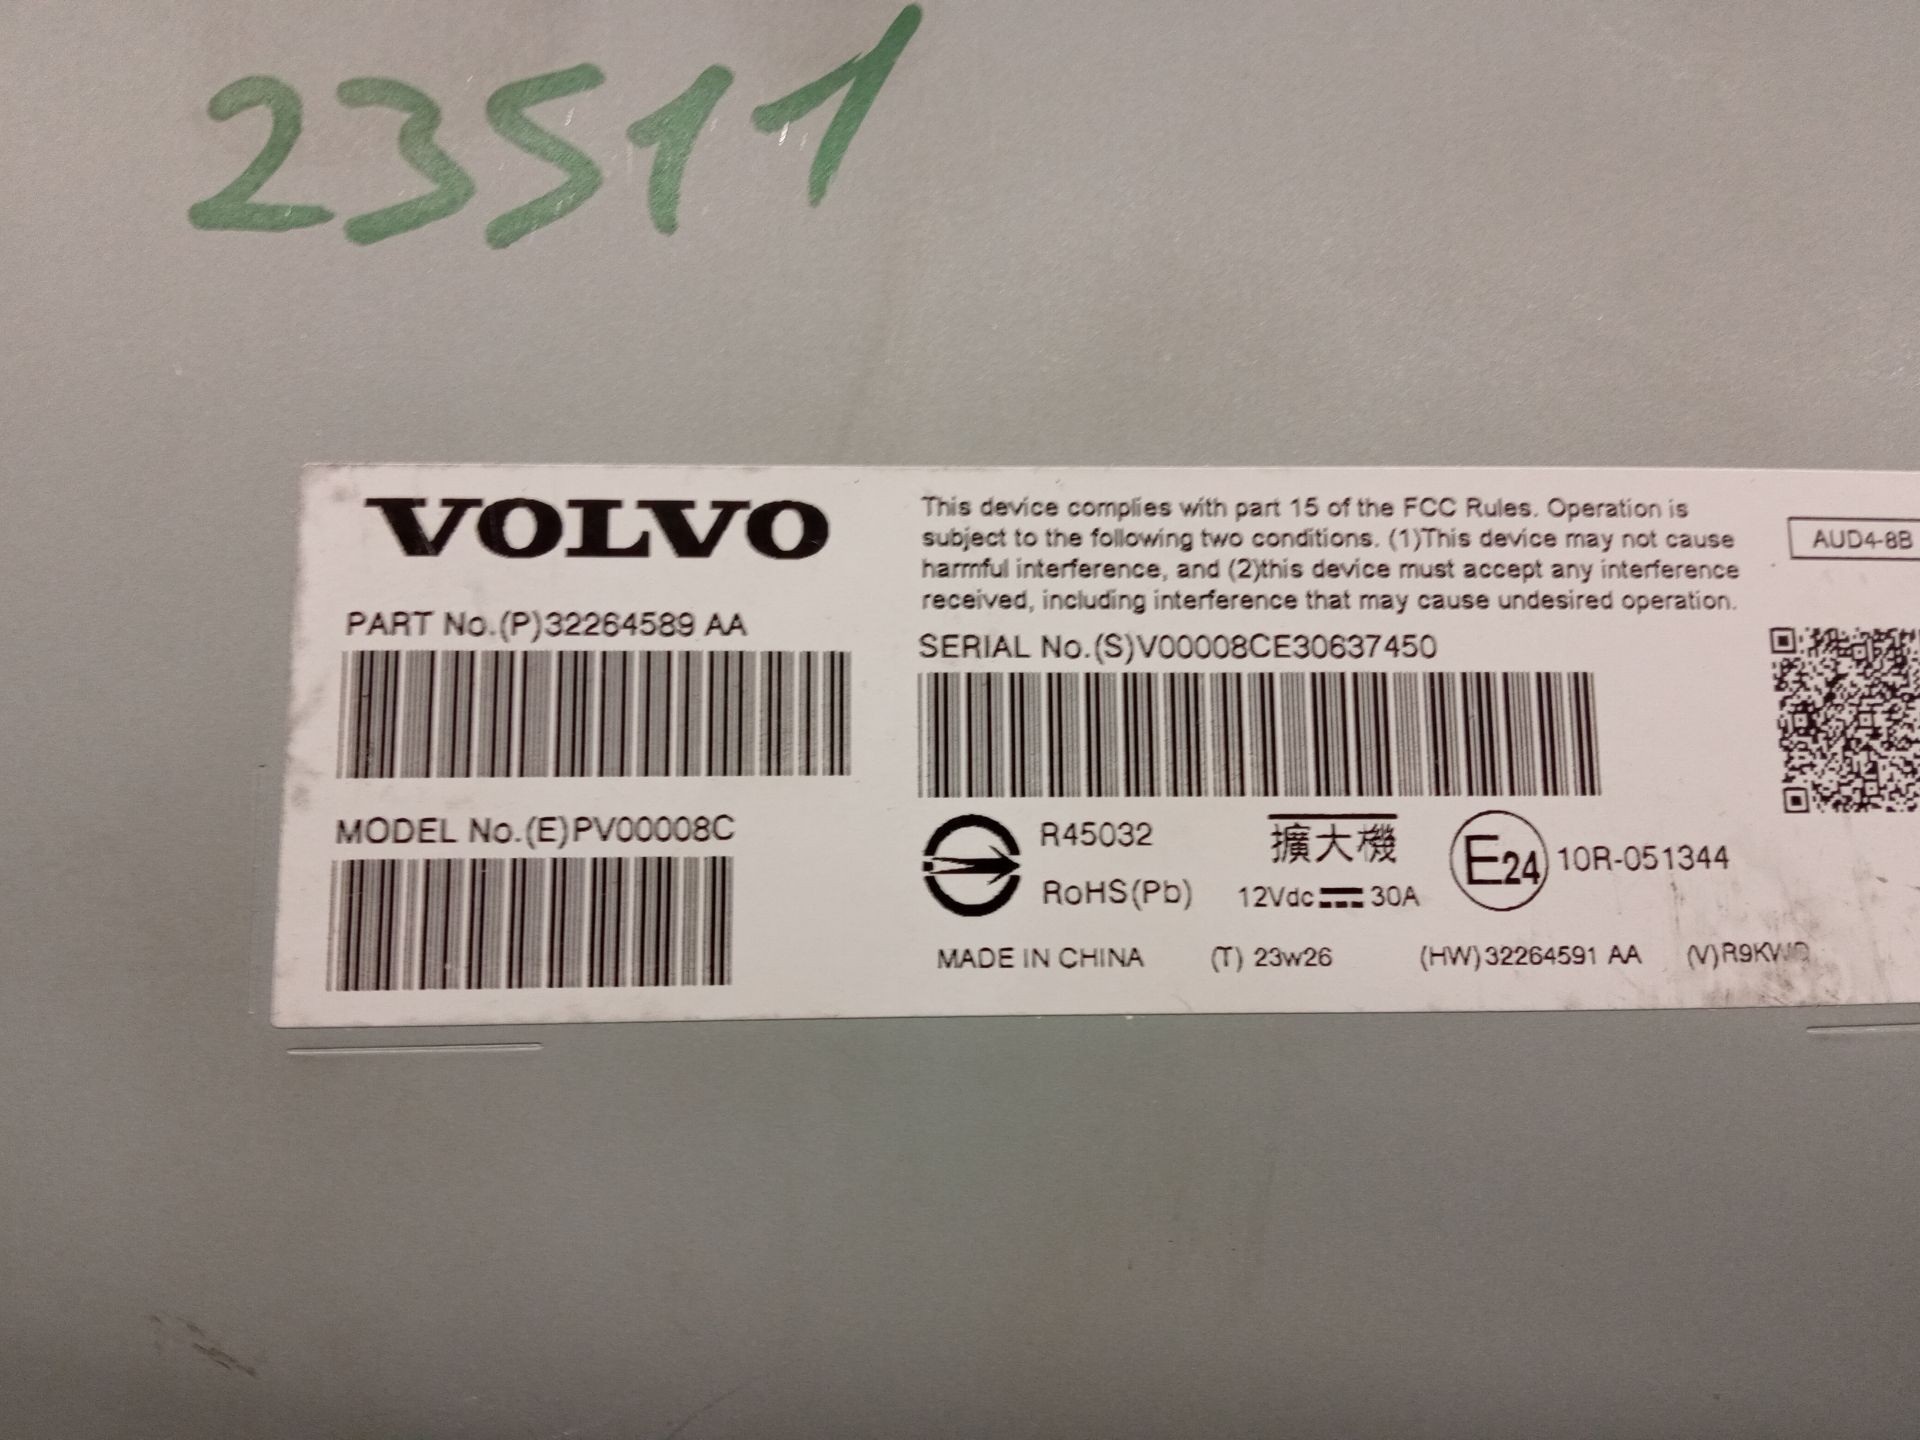 23511
VOLVO
PART No.(P)32264589 AA
MODEL No.(E)PV00008C
This device complies with part 15 of the FCC Rules. Operation is
subject to the following two conditions. (1)This device may not cause
harmful interference, and (2)this device must accept any interference
received, including interference that may cause undesired operation.
SERIAL No.(S)V00008CE30637450
R45032
RoHS(Pb)
擴大機
12Vdc 30A
E24 10R-051344
MADE IN CHINA (T) 23w26 (HW)32264591 AA
AUD4-8B